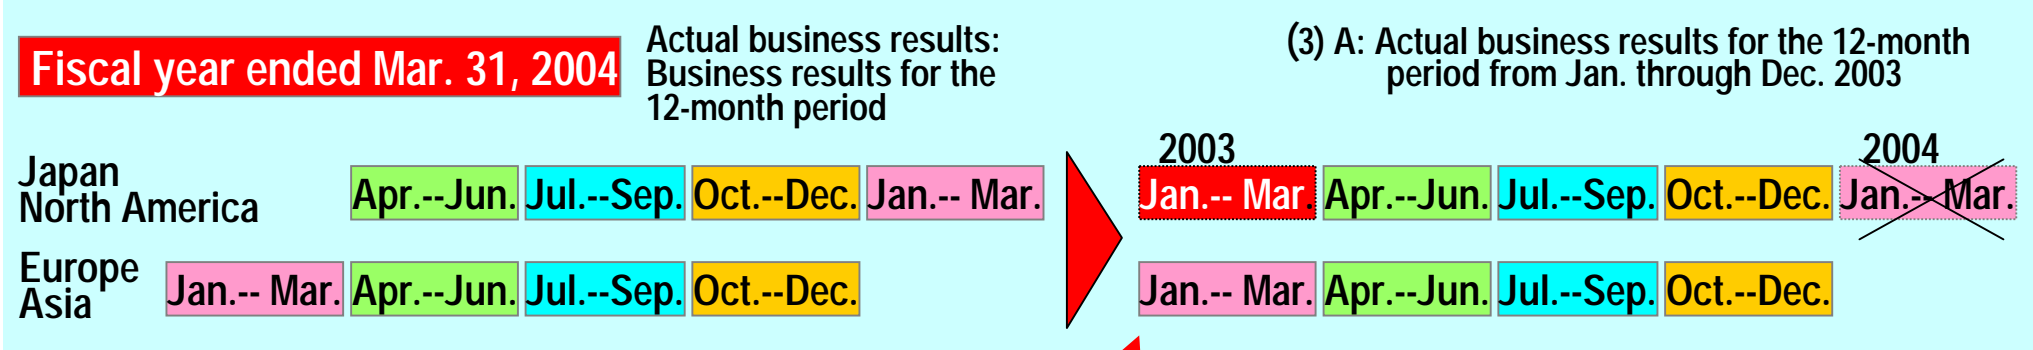 Fiscal year ended Mar. 31, 2004
Actual business results:
Business results for the
12-month period
(3) A: Actual business results for the 12-month
period from Jan. through Dec. 2003
2003
2004
Japan
North America
Apr.--Jun. Jul.--Sep. Oct.--Dec. Jan.-- Mar.
Jan.-- Mar. Apr.--Jun. Jul.--Sep. Oct.--Dec. Jan.-- Mar.
Europe
Asia
Jan.-- Mar. Apr.--Jun. Jul.--Sep. Oct.--Dec.
Jan.-- Mar. Apr.--Jun. Jul.--Sep. Oct.--Dec.